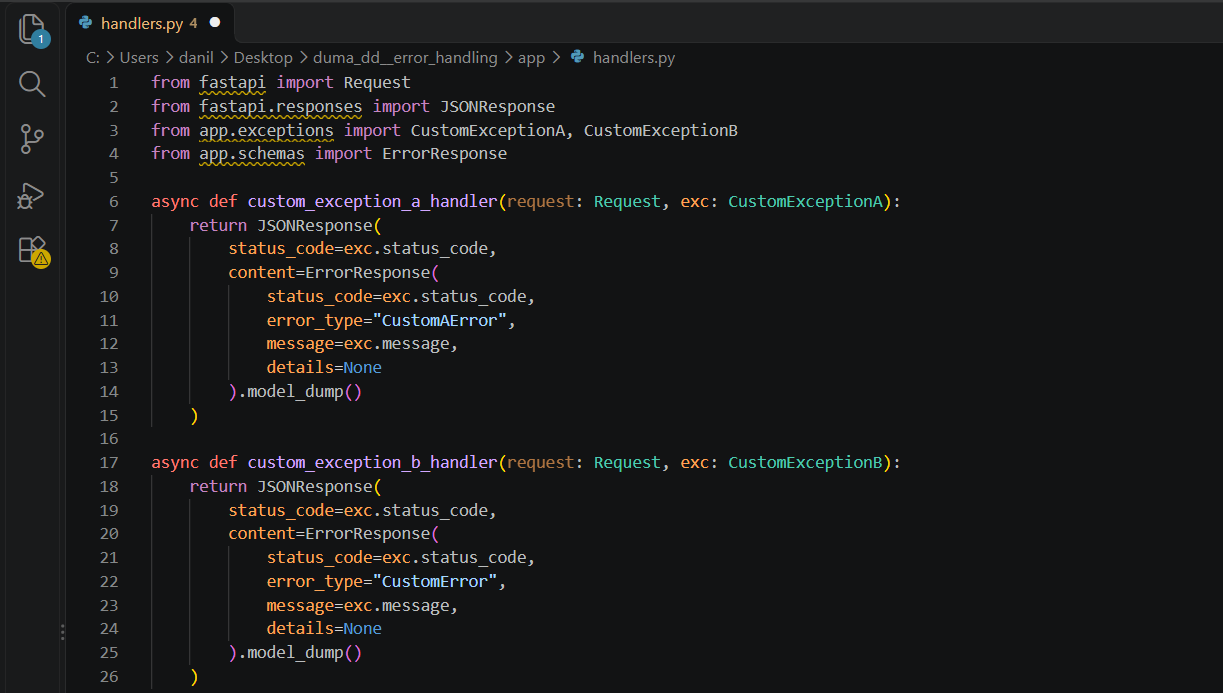 1
handlers.py 4
C: > Users > danil > Desktop > duma_dd__error_handling > app > handlers.py
1 from fastapi import Request
2 from fastapi.responses import JSONResponse
3 from app.exceptions import CustomExceptionA, CustomExceptionB
4 from app.schemas import ErrorResponse
5
6 async def custom_exception_a_handler(request: Request, exc: CustomExceptionA):
7     return JSONResponse(
8         status_code=exc.status_code,
9         content=ErrorResponse(
10             status_code=exc.status_code,
11             error_type="CustomAError",
12             message=exc.message,
13             details=None
14         ).model_dump()
15     )
16
17 async def custom_exception_b_handler(request: Request, exc: CustomExceptionB):
18     return JSONResponse(
19         status_code=exc.status_code,
20         content=ErrorResponse(
21             status_code=exc.status_code,
22             error_type="CustomError",
23             message=exc.message,
24             details=None
25         ).model_dump()
26     )